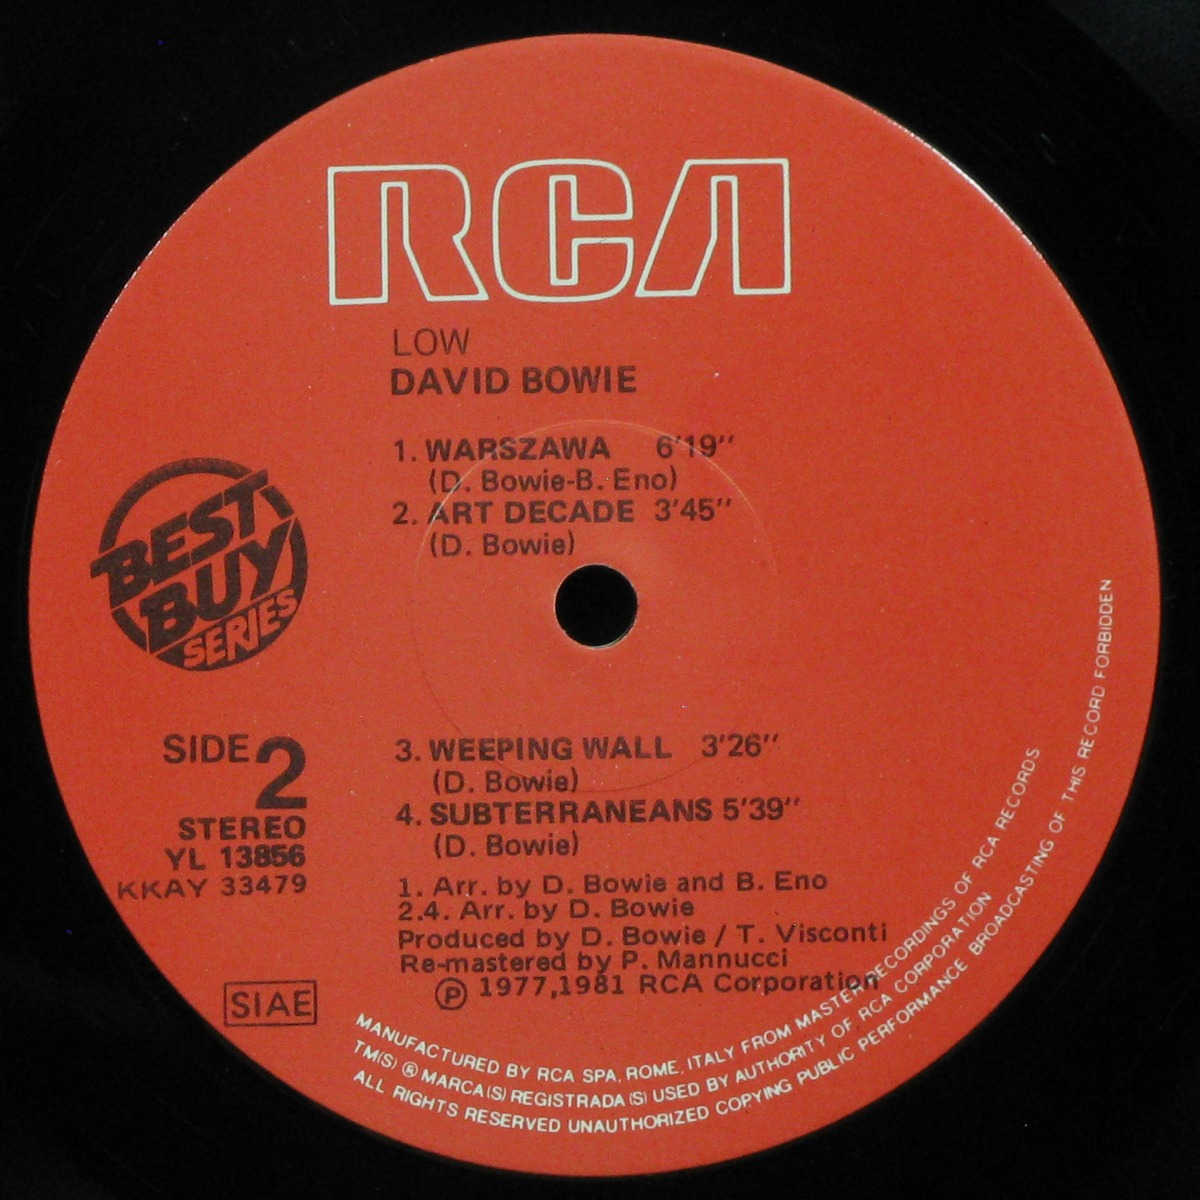 RCA
LOW
DAVID BOWIE
1. WARSZAWA 6'19''
(D. Bowie-B. Eno)
2. ART DECADE 3'45''
(D. Bowie)
BEST
BUY
SERIES
SIDE 2
STEREO
YL 13856
KKAY 33479
SIAE
3. WEEPING WALL 3'26''
(D. Bowie)
4. SUBTERRANEANS 5'39''
(D. Bowie)
1. Arr. by D. Bowie and B. Eno
2.4. Arr. by D. Bowie
Produced by D. Bowie / T. Visconti
Re-mastered by P. Mannucci
Ⓟ 1977,1981 RCA Corporation
MANUFACTURED BY RCA SPA, ROME, ITALY FROM MASTER RECORDINGS OF RCA RECORDS
TM(S) ® MARCA(S) REGISTRADA(S) USED BY AUTHORITY OF RCA CORPORATION
ALL RIGHTS RESERVED UNAUTHORIZED COPYING PUBLIC PERFORMANCE BROADCASTING OF THIS RECORD FORBIDDEN